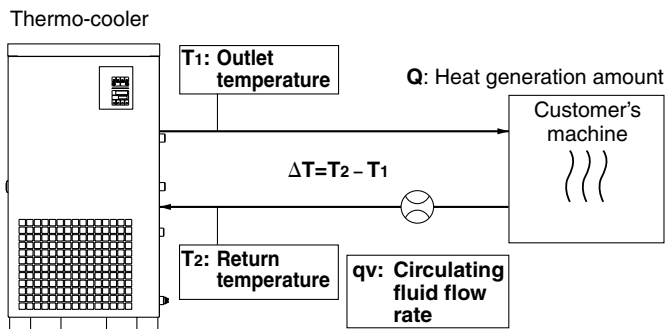 Thermo-cooler
T1: Outlet
temperature
Q: Heat generation amount
Customer's
machine
ΔT=T2 – T1
T2: Return
temperature
qv: Circulating
fluid flow
rate